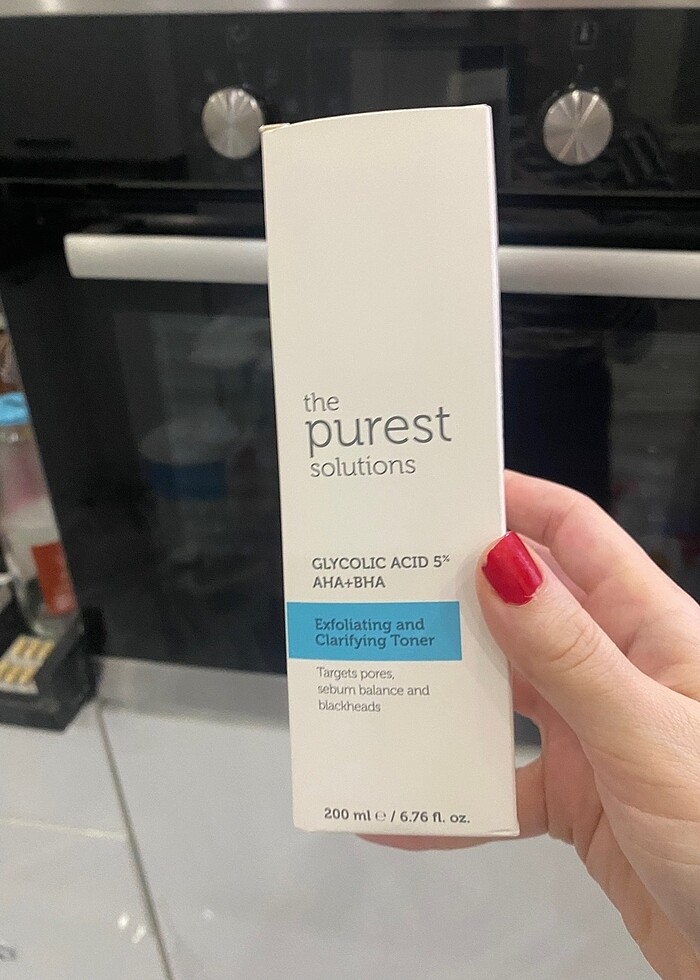 the
purest
solutions
GLYCOLIC ACID 5%
AHA+BHA
Exfoliating and
Clarifying Toner
Targets pores,
sebum balance and
blackheads
200 ml ℮ / 6.76 fl. oz.